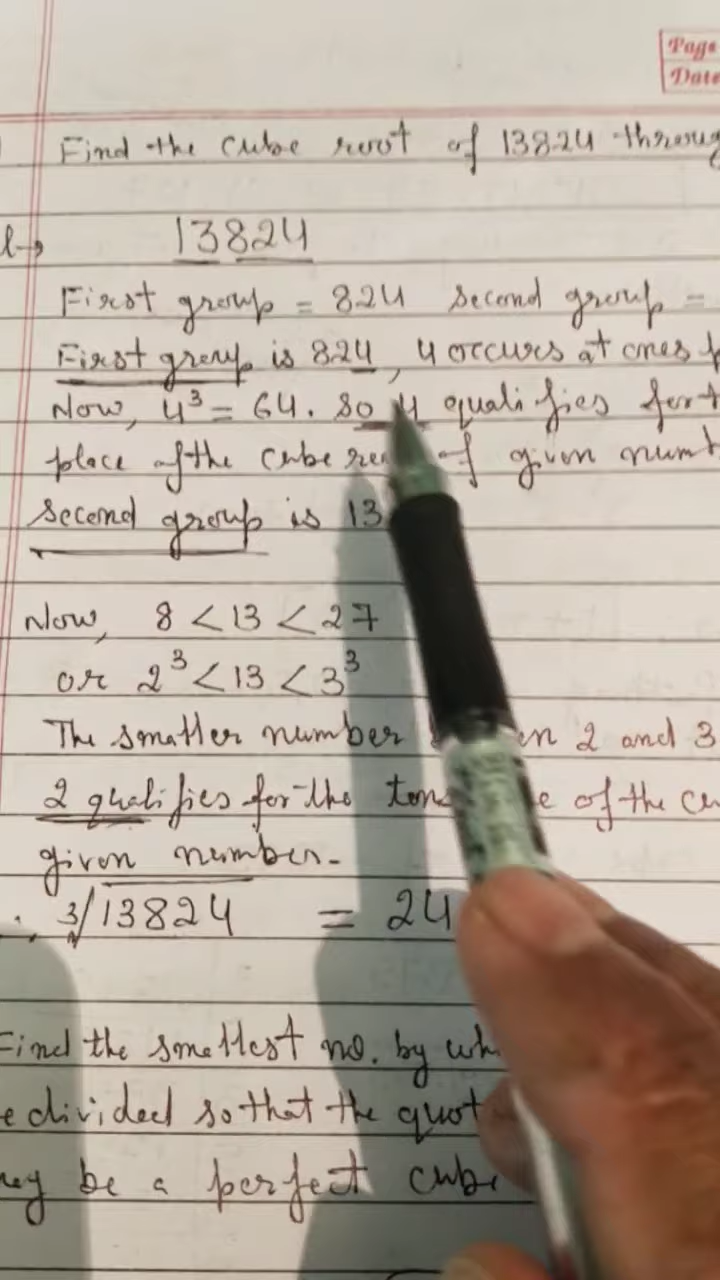 Page
Date
Find the cube root of 13824 throug
13824
First group = 824 second group =
First group is 824, 4 occurs at ones
Now, 4³ = 64. So 4 qualifies for
place of the cube of given num
second group is 13
Now, 8 < 13 < 27
or 2³ < 13 < 3³
The smaller number 2 and 3
2 qualifies for the of the
given number.
∴ ∛13824 = 24
Find the smallest no. by wh
e divided so that the quot
may be a perfect cube